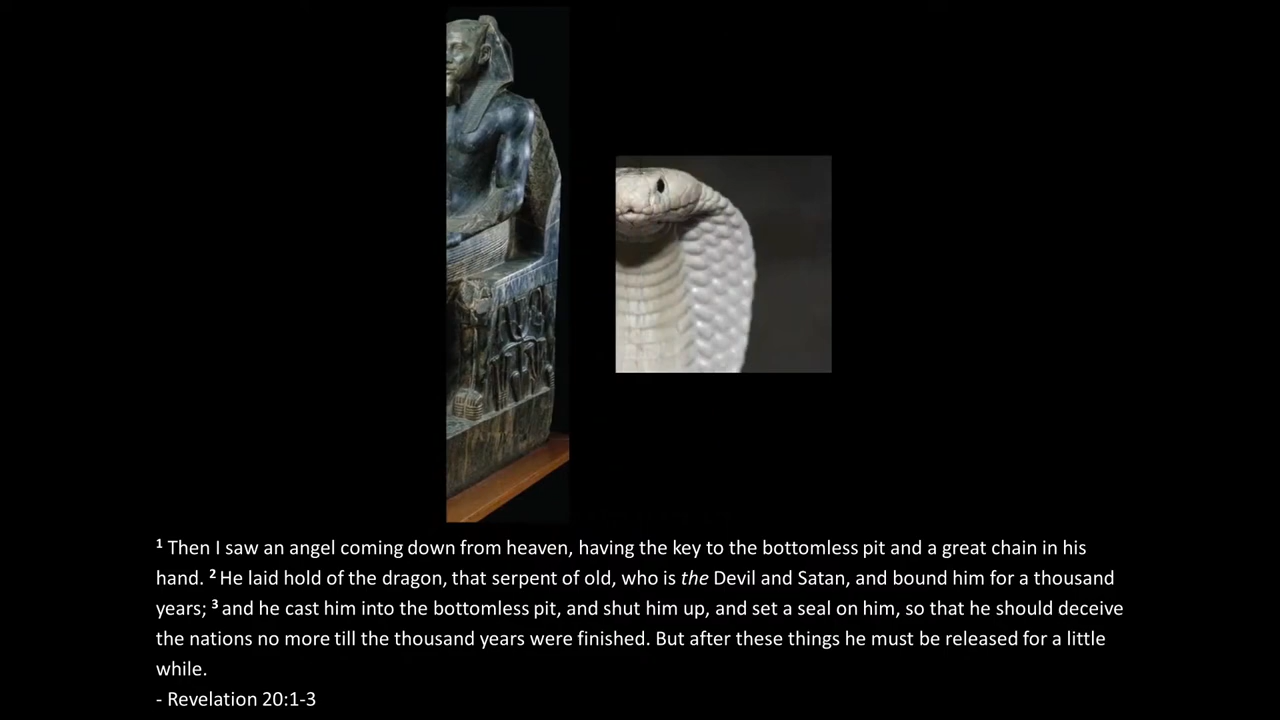 ¹ Then I saw an angel coming down from heaven, having the key to the bottomless pit and a great chain in his
hand. ² He laid hold of the dragon, that serpent of old, who is the Devil and Satan, and bound him for a thousand
years; ³ and he cast him into the bottomless pit, and shut him up, and set a seal on him, so that he should deceive
the nations no more till the thousand years were finished. But after these things he must be released for a little
while.
- Revelation 20:1-3